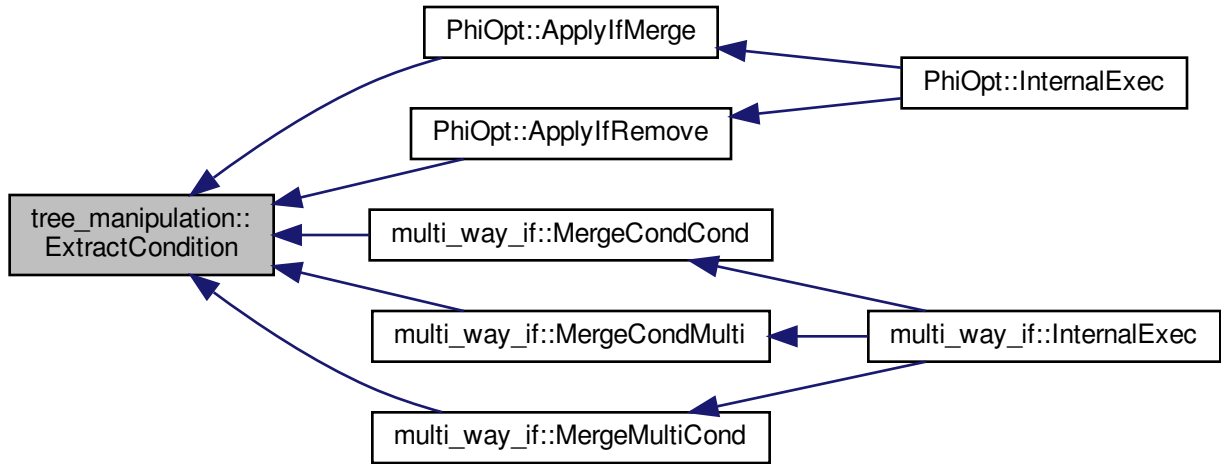 PhiOpt::ApplyIfMerge
PhiOpt::InternalExec
PhiOpt::ApplyIfRemove
tree_manipulation::
ExtractCondition
multi_way_if::MergeCondCond
multi_way_if::MergeCondMulti
multi_way_if::InternalExec
multi_way_if::MergeMultiCond